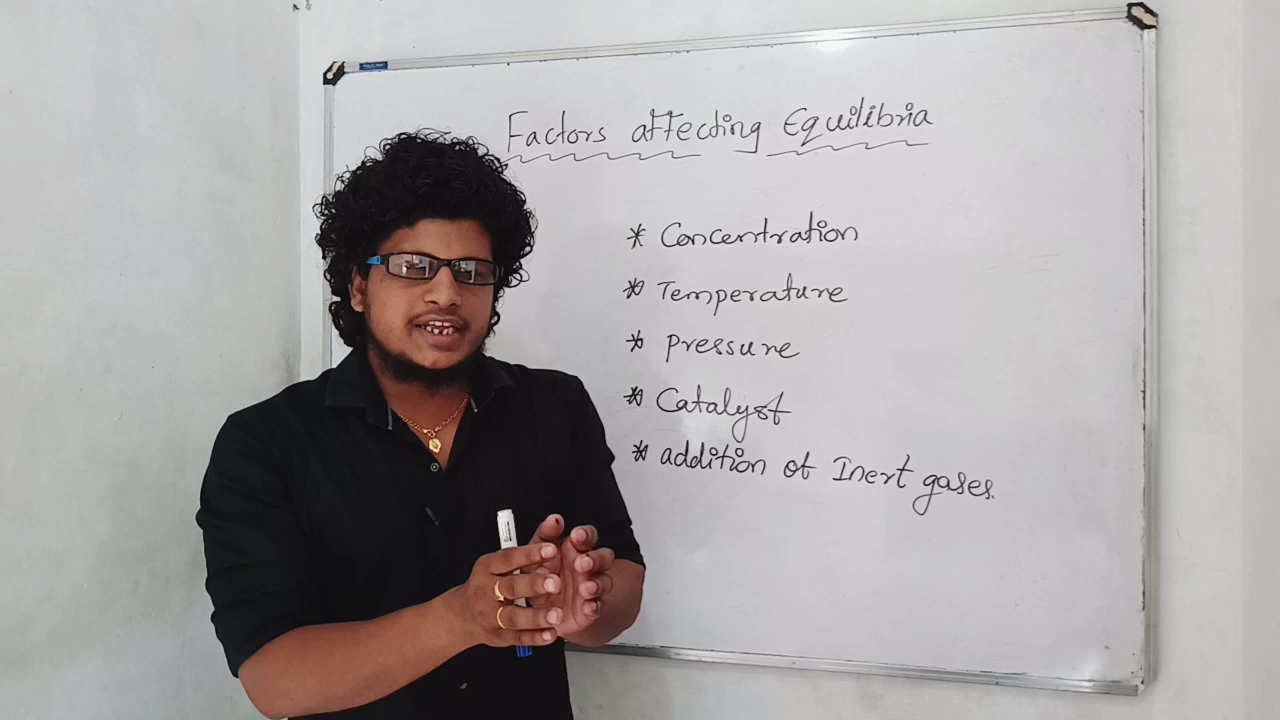 Factors affecting Equilibria
* Concentration
* Temperature
* Pressure
* Catalyst
* addition of Inert gases.